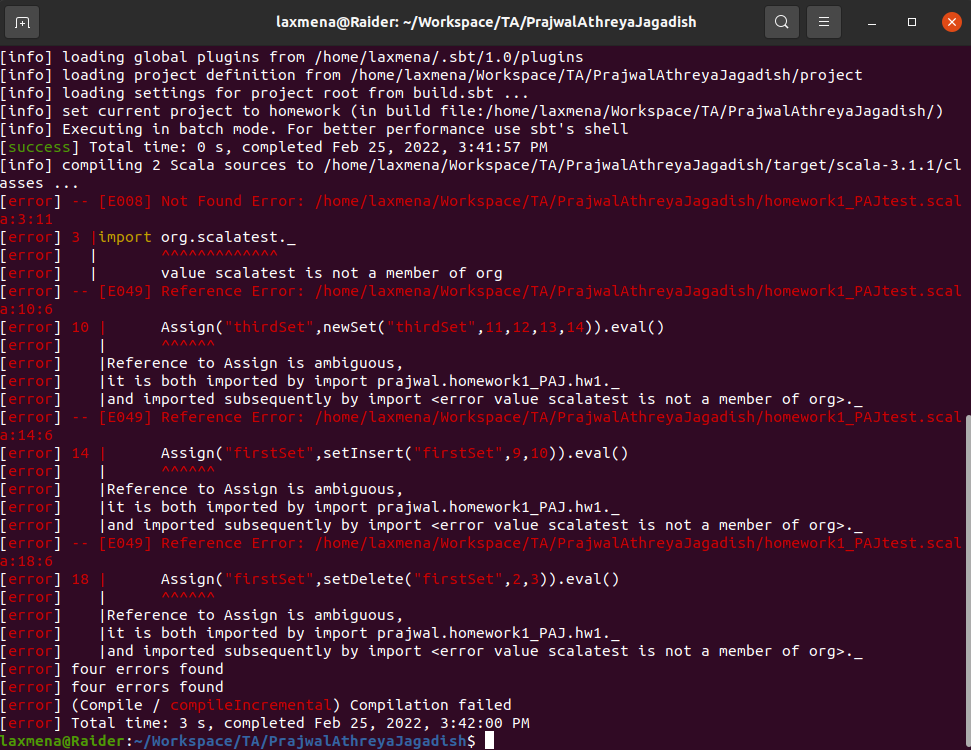 laxmena@Raider: ~/Workspace/TA/PrajwalAthreyaJagadish
[info] loading global plugins from /home/laxmena/.sbt/1.0/plugins
[info] loading project definition from /home/laxmena/Workspace/TA/PrajwalAthreyaJagadish/project
[info] loading settings for project root from build.sbt ...
[info] set current project to homework (in build file:/home/laxmena/Workspace/TA/PrajwalAthreyaJagadish/)
[info] Executing in batch mode. For better performance use sbt's shell
[success] Total time: 0 s, completed Feb 25, 2022, 3:41:57 PM
[info] compiling 2 Scala sources to /home/laxmena/Workspace/TA/PrajwalAthreyaJagadish/target/scala-3.1.1/cl
asses ...
[error] -- [E008] Not Found Error: /home/laxmena/Workspace/TA/PrajwalAthreyaJagadish/homework1_PAJtest.scal
a:3:11
[error] 3 |import org.scalatest._
[error]   |       ^^^^^^^^^^^^^
[error]   |       value scalatest is not a member of org
[error] -- [E049] Reference Error: /home/laxmena/Workspace/TA/PrajwalAthreyaJagadish/homework1_PAJtest.scal
a:10:6
[error] 10 |      Assign("thirdSet",newSet("thirdSet",11,12,13,14)).eval()
[error]    |      ^^^^^^
[error]    |Reference to Assign is ambiguous,
[error]    |it is both imported by import prajwal.homework1_PAJ.hw1._
[error]    |and imported subsequently by import <error value scalatest is not a member of org>._
[error] -- [E049] Reference Error: /home/laxmena/Workspace/TA/PrajwalAthreyaJagadish/homework1_PAJtest.scal
a:14:6
[error] 14 |      Assign("firstSet",setInsert("firstSet",9,10)).eval()
[error]    |      ^^^^^^
[error]    |Reference to Assign is ambiguous,
[error]    |it is both imported by import prajwal.homework1_PAJ.hw1._
[error]    |and imported subsequently by import <error value scalatest is not a member of org>._
[error] -- [E049] Reference Error: /home/laxmena/Workspace/TA/PrajwalAthreyaJagadish/homework1_PAJtest.scal
a:18:6
[error] 18 |      Assign("firstSet",setDelete("firstSet",2,3)).eval()
[error]    |      ^^^^^^
[error]    |Reference to Assign is ambiguous,
[error]    |it is both imported by import prajwal.homework1_PAJ.hw1._
[error]    |and imported subsequently by import <error value scalatest is not a member of org>._
[error] four errors found
[error] four errors found
[error] (Compile / compileIncremental) Compilation failed
[error] Total time: 3 s, completed Feb 25, 2022, 3:42:00 PM
laxmena@Raider:~/Workspace/TA/PrajwalAthreyaJagadish$